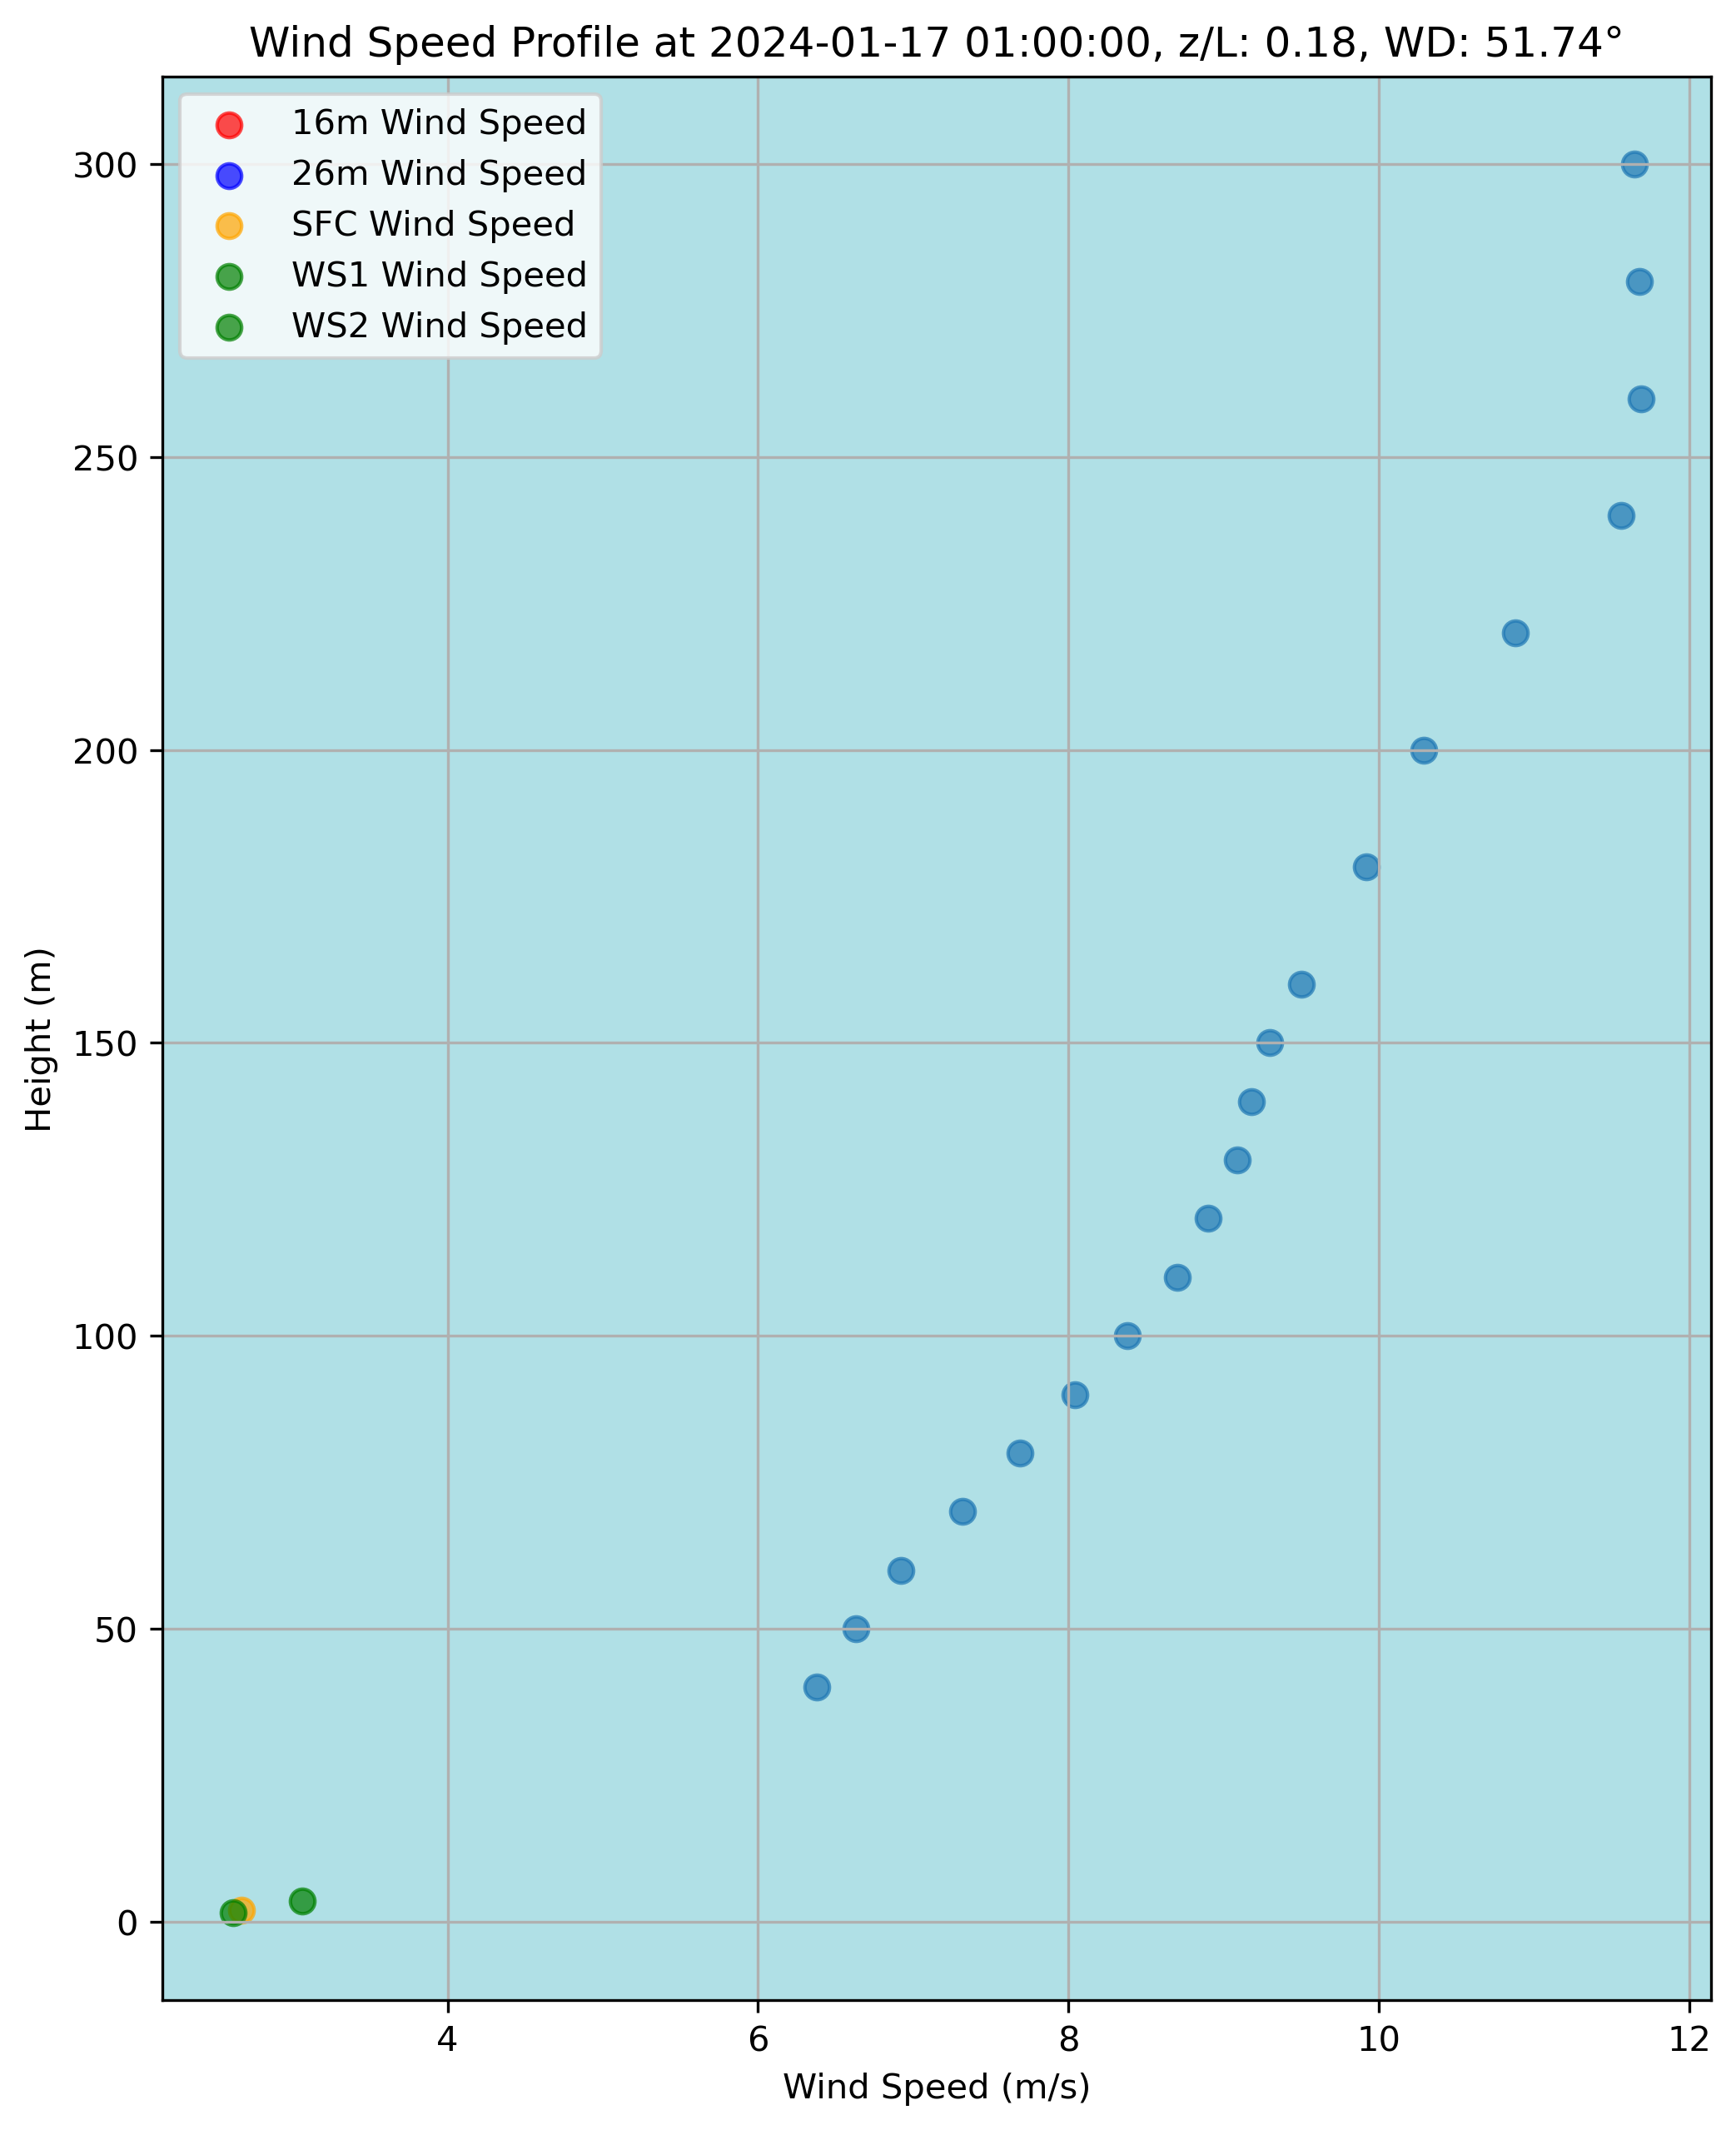 Wind Speed Profile at 2024-01-17 01:00:00, z/L: 0.18, WD: 51.74°
16m Wind Speed
26m Wind Speed
SFC Wind Speed
WS1 Wind Speed
WS2 Wind Speed
300
250
200
150
100
50
0
Height (m)
4 6 8 10 12
Wind Speed (m/s)